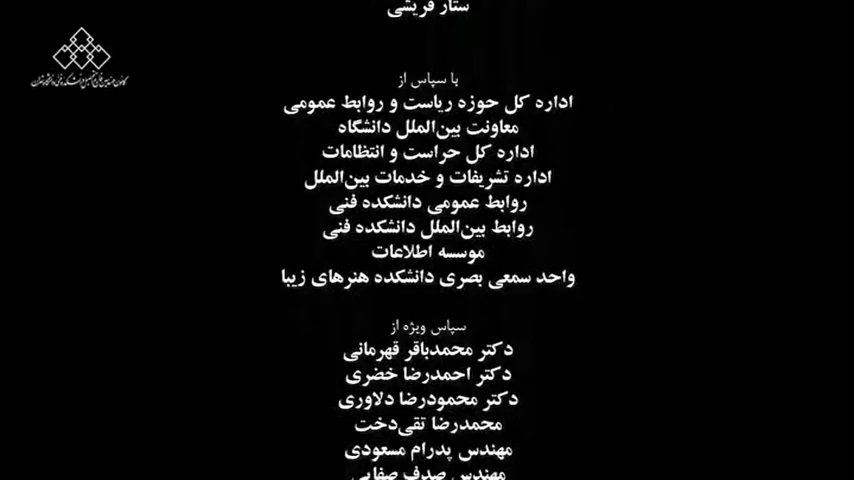 ستار قریشی
با سپاس از
اداره کل حوزه ریاست و روابط عمومی
معاونت بین‌الملل دانشگاه
اداره کل حراست و انتظامات
اداره تشریفات و خدمات بین‌الملل
روابط عمومی دانشکده فنی
روابط بین‌الملل دانشکده فنی
موسسه اطلاعات
واحد سمعی بصری دانشکده هنرهای زیبا
سپاس ویژه از
دکتر محمدباقر قهرمانی
دکتر احمدرضا خضری
دکتر محمودرضا دلاوری
محمدرضا تقی‌دخت
مهندس پدرام مسعودی
مهندس صدف صفایی